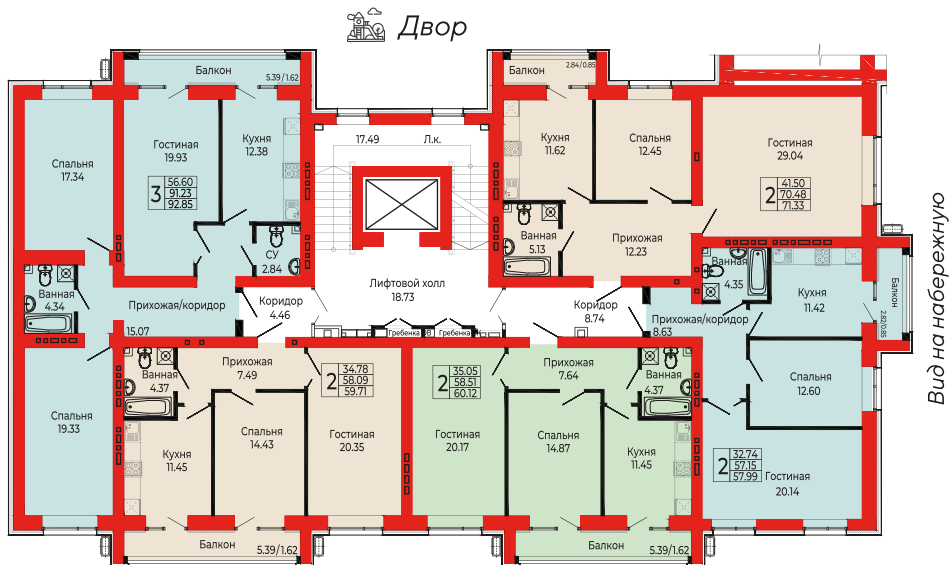 Двор
Балкон
5.39/1.62
Спальня
17.34
Гостиная
19.93
Кухня
12.38
3
56.60
91.23
92.85
СУ
2.84
Ванная
4.34
Прихожая/коридор
15.07
Спальня
19.33
17.49
Л.к.
Лифтовой холл
18.73
Коридор
4.46
Гребенка
ОВ
Гребенка
Коридор
8.74
Балкон
2.84/0.85
Кухня
11.62
Спальня
12.45
Ванная
5.13
Прихожая
12.23
Гостиная
29.04
2
41.50
70.48
71.33
Вид на набережную
Ванная
4.35
Кухня
11.42
Балкон
2.82/0.85
Прихожая/коридор
8.63
Спальня
12.60
2
32.74
57.15
57.99
Гостиная
20.14
Ванная
4.37
Прихожая
7.49
2
34.78
58.09
59.71
Кухня
11.45
Спальня
14.43
Гостиная
20.35
Балкон
5.39/1.62
2
35.05
58.51
60.12
Прихожая
7.64
Ванная
4.37
Гостиная
20.17
Спальня
14.87
Кухня
11.45
Балкон
5.39/1.62